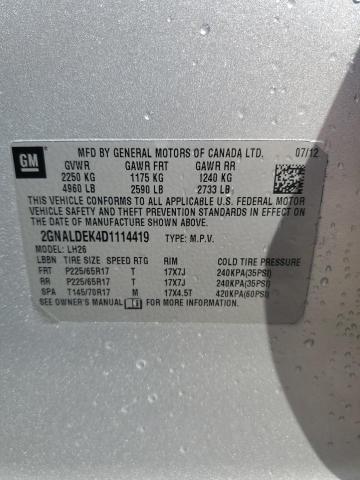 GM
MFD BY GENERAL MOTORS OF CANADA LTD. 07/12
GVWR GAWR FRT GAWR RR
2250 KG 1175 KG 1240 KG
4960 LB 2590 LB 2733 LB
THIS VEHICLE CONFORMS TO ALL APPLICABLE U.S. FEDERAL MOTOR
VEHICLE SAFETY, BUMPER, AND THEFT PREVENTION STANDARDS
IN EFFECT ON THE DATE OF MANUFACTURE SHOWN ABOVE.
2GNALDEK4D1114419 TYPE: M.P.V.
MODEL: LH26
LBBN TIRE SIZE SPEED RTG RIM COLD TIRE PRESSURE
FRT P225/65R17 T 17X7J 240KPA(35PSI)
RR P225/65R17 T 17X7J 240KPA(35PSI)
SPA T145/70R17 M 17X4.5T 420KPA(60PSI)
SEE OWNER'S MANUAL FOR ADDITIONAL INFORMATION.